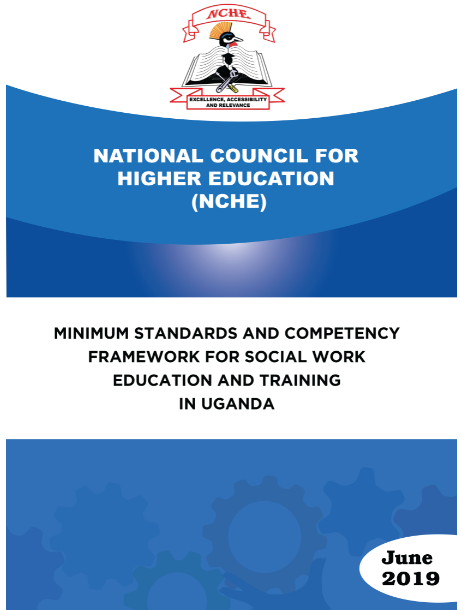 NCHE
EXCELLENCE, ACCESSIBILITY
AND RELEVANCE
NATIONAL COUNCIL FOR
HIGHER EDUCATION
(NCHE)
MINIMUM STANDARDS AND COMPETENCY
FRAMEWORK FOR SOCIAL WORK
EDUCATION AND TRAINING
IN UGANDA
June
2019